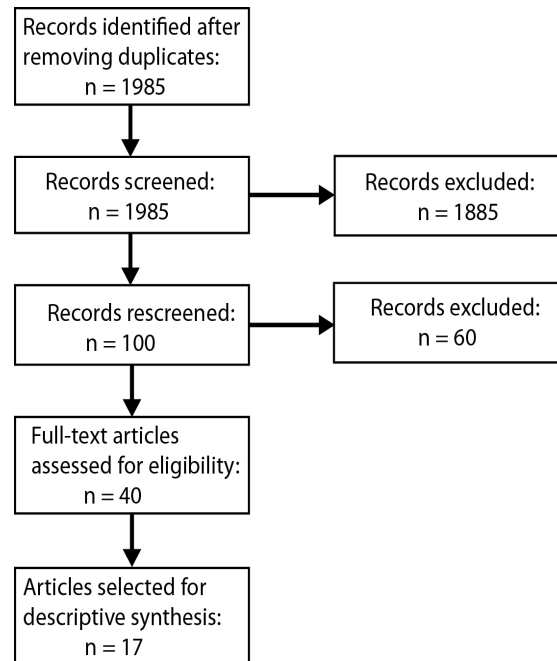 Records identified after
removing duplicates:
n = 1985
Records screened:
n = 1985
Records excluded:
n = 1885
Records rescreened:
n = 100
Records excluded:
n = 60
Full-text articles
assessed for eligibility:
n = 40
Articles selected for
descriptive synthesis:
n = 17